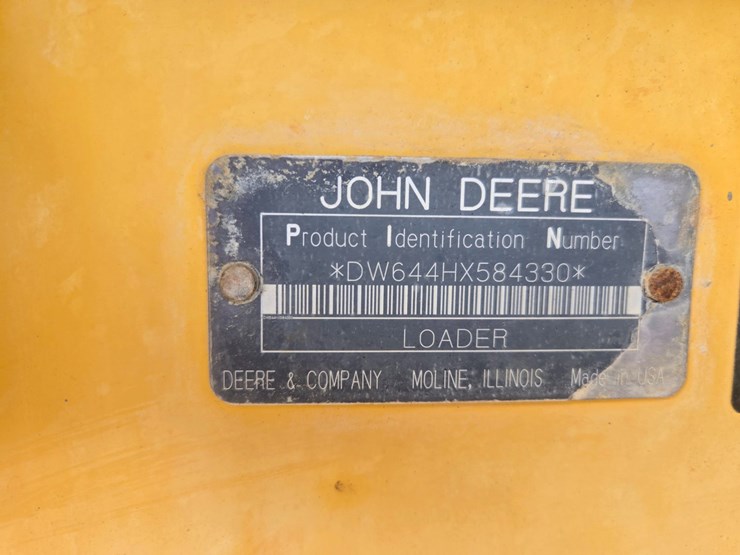 JOHN DEERE
Product Identification Number
*DW644HX584330*
LOADER
DEERE & COMPANY MOLINE, ILLINOIS Made in USA